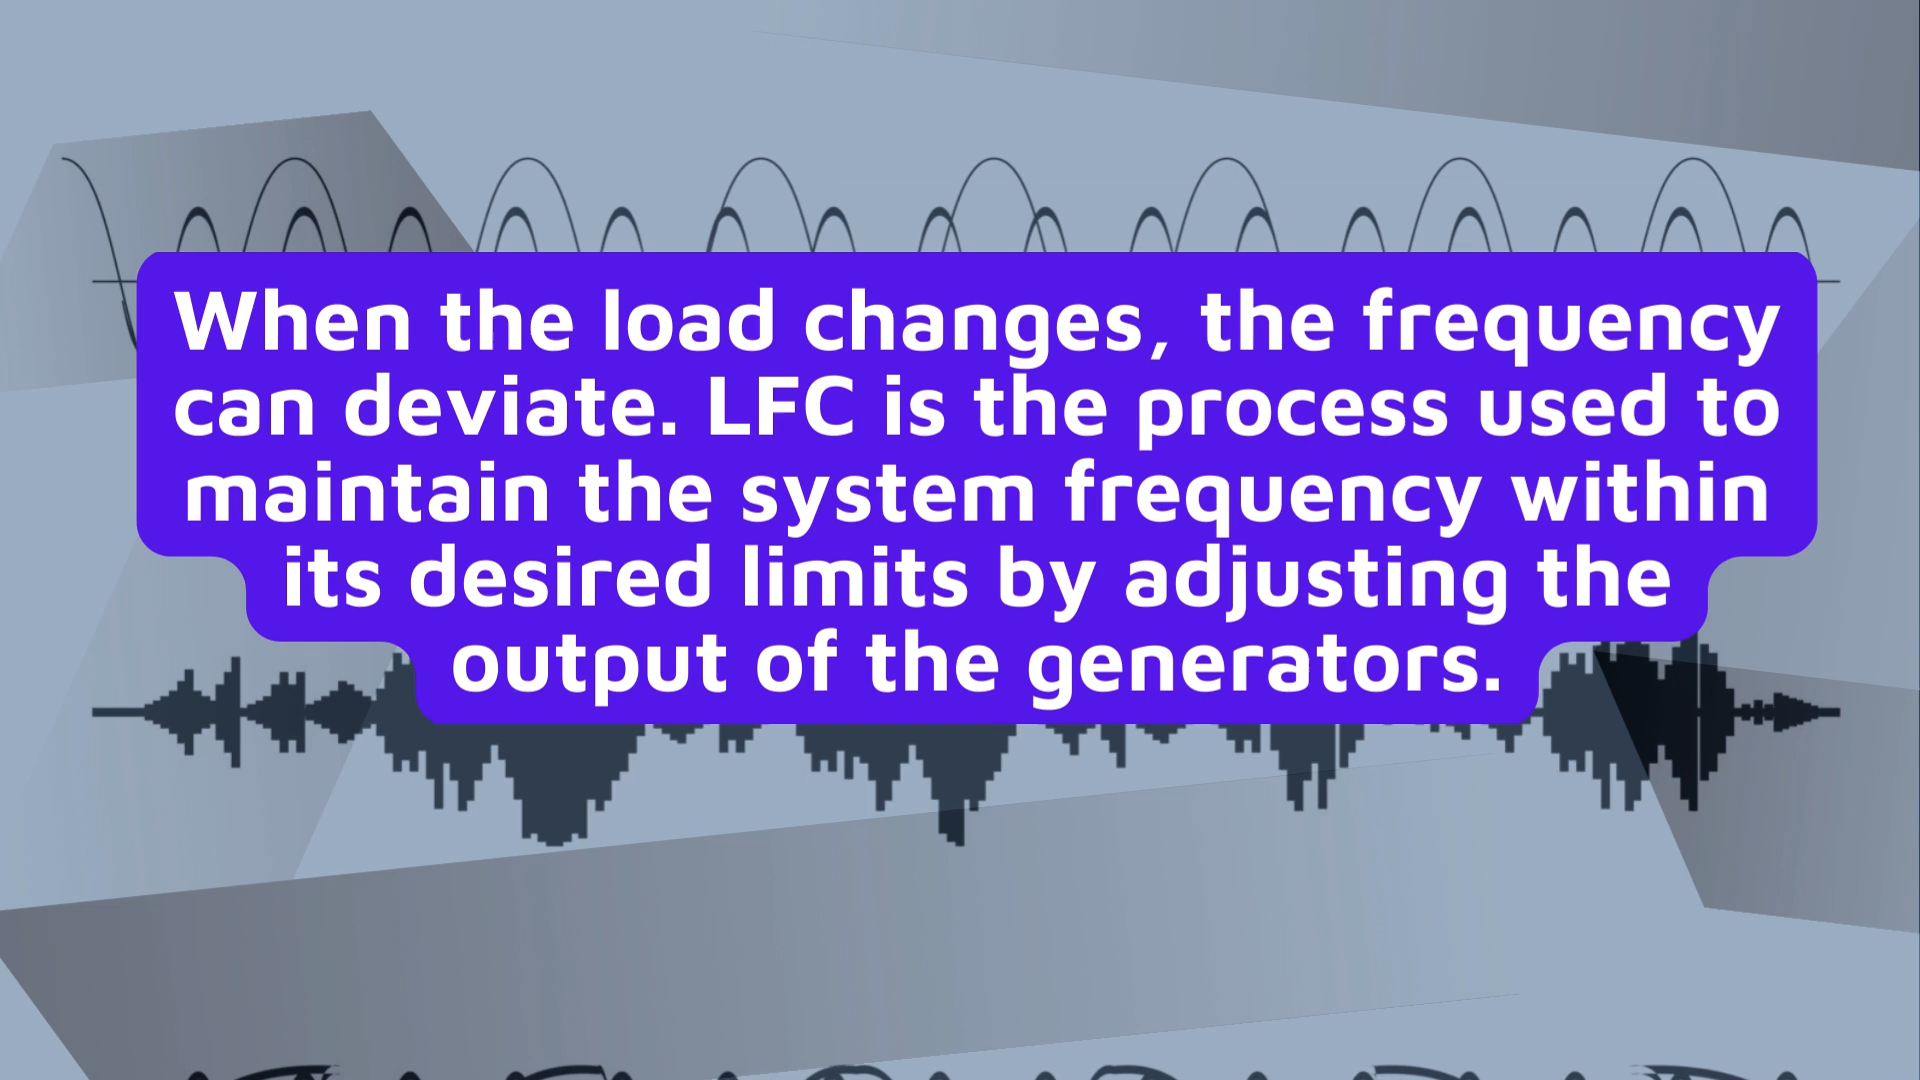 When the load changes, the frequency
can deviate. LFC is the process used to
maintain the system frequency within
its desired limits by adjusting the
output of the generators.